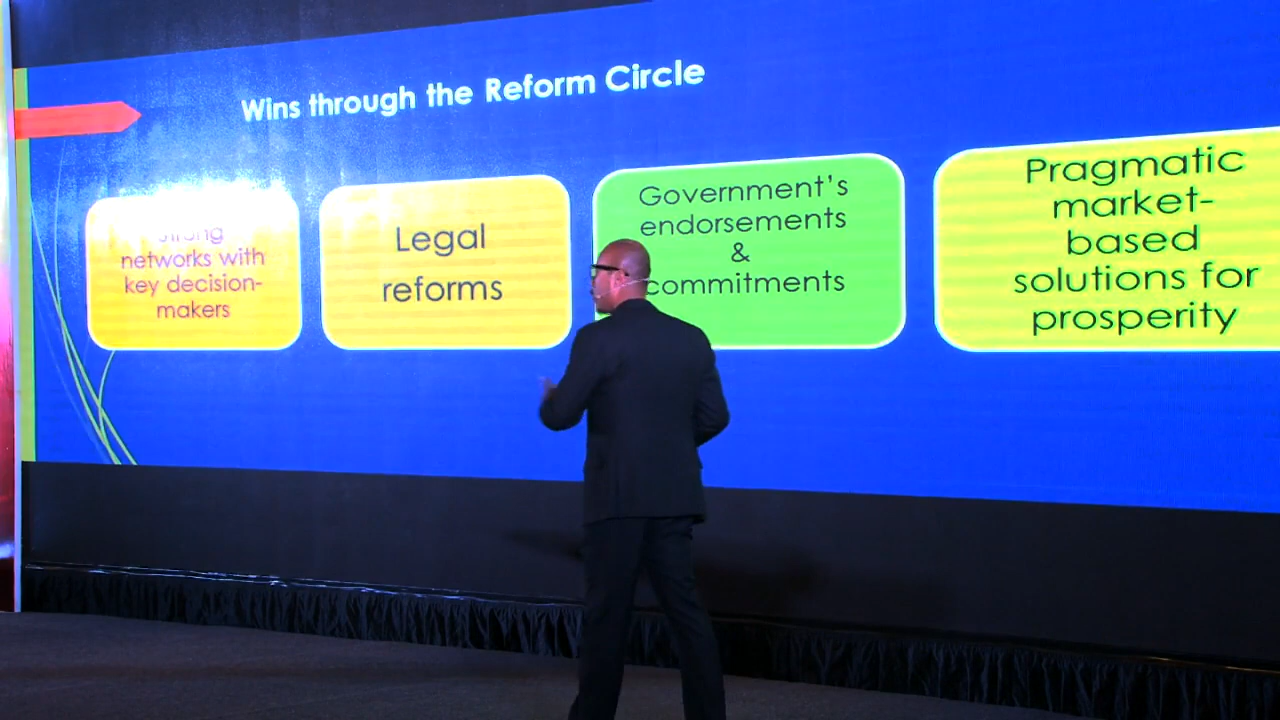 Wins through the Reform Circle
Strong
networks with
key decision-
makers
Legal
reforms
Government's
endorsements
&
commitments
Pragmatic
market-
based
solutions for
prosperity